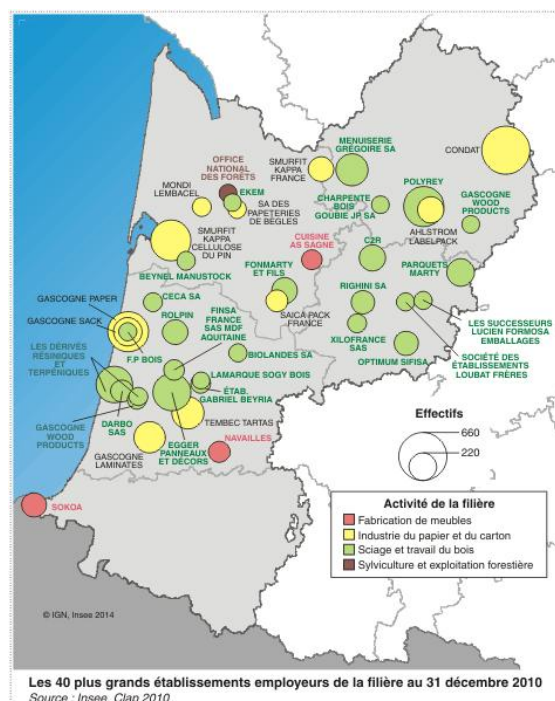 OFFICE
NATIONAL
DES FORÊTS
EKEM
MONDI
LEMBACEL
SA DES
PAPETERIES
DE BÈGLES
SMURFIT
KAPPA
FRANCE
MENUISERIE
GRÉGOIRE SA
CONDAT
CHARPENTE
BOIS
GOUBIE JP SA
POLYREY
AHLSTROM
LABELPACK
GASCOGNE
WOOD
PRODUCTS
SMURFIT
KAPPA
CELLULOSE
DU PIN
BEYNEL MANUSTOCK
CUISINE
AS SAGNE
C2R
PARQUETS
MARTY
FONMARTY
ET FILS
GASCOGNE PAPER
GASCOGNE SACK
CECA SA
ROLPIN
FINSA
FRANCE
SAS MDF
AQUITAINE
SAICA PACK
FRANCE
RIGHINI SA
XILOFRANCE
SAS
OPTIMUM SIFISA
LES SUCCESSEURS
LUCIEN FORMOSA
EMBALLAGES
SOCIÉTÉ DES
ÉTABLISSEMENTS
LOUBAT FRÈRES
LES DÉRIVÉS
RÉSINIQUES
ET
TERPÉNIQUES
F.P BOIS
BIOLANDES SA
LAMARQUE SOGY BOIS
ÉTAB.
GABRIEL BEYRIA
GASCOGNE
WOOD
PRODUCTS
DARBO
SAS
GASCOGNE
LAMINATES
EGGER
PANNEAUX
ET DÉCORS
TEMBEC TARTAS
NAVAILLES
SOKOA
Effectifs
660
220
Activité de la filière
Fabrication de meubles
Industrie du papier et du carton
Sciage et travail du bois
Sylviculture et exploitation forestière
© IGN, Insee 2014
Les 40 plus grands établissements employeurs de la filière au 31 décembre 2010
Source : Insee, Clap 2010